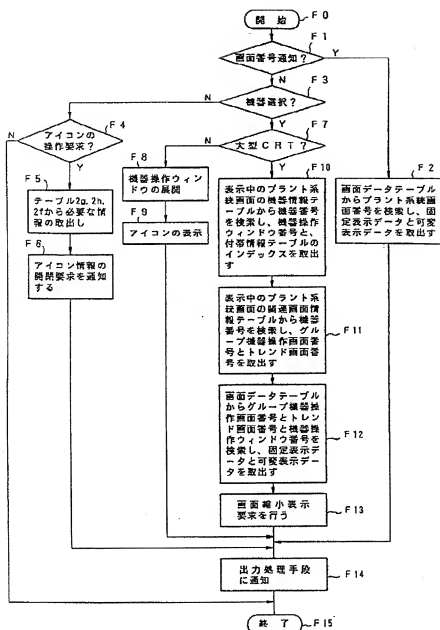 開始
F0
F1
画面番号通知?
Y
N
F3
機器選択?
N
Y
F4
アイコンの
操作要求?
N
Y
F7
大型CRT?
N
Y
F5
テーブル2g, 2h,
2fから必要な情
報の取出し
F6
アイコン情報の
開閉要求を通知
する
F8
機器操作ウィン
ドウの展開
F9
アイコンの表示
F10
表示中のプラント系
統画面の機器情報テ
ーブルから機器番号
を検索し、機器操作
ウィンドウ番号と、
付帯情報テーブルの
インデックスを取出
す
F2
画面データテーブル
からプラント系統画
面番号を検索し、固
定表示データと可変
表示データを取出す
F11
表示中のプラント系
統画面の関連画面情
報テーブルから機器
番号を検索し、グル
ープ機器操作画面番
号とトレンド画面番
号を取出す
F12
画面データテーブル
からグループ機器操
作画面番号とトレン
ド画面番号と機器操
作ウィンドウ番号を
検索し、固定表示デ
ータと可変表示デー
タを取出す
F13
画面縮小表示
要求を行う
F14
出力処理手段
に通知
終了
F15